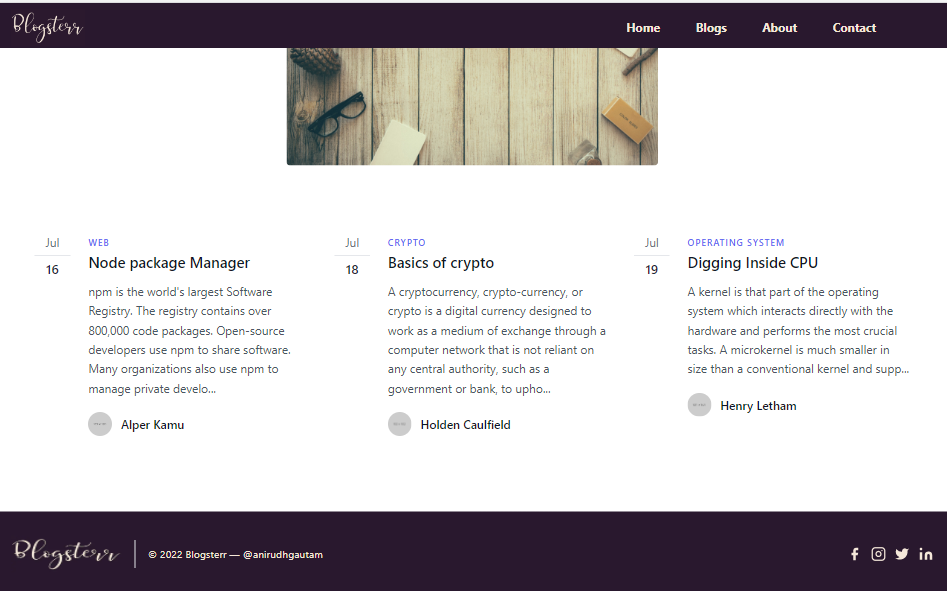 Blogsterr
Home Blogs About Contact
Jul
16
WEB
Node package Manager
npm is the world's largest Software
Registry. The registry contains over
800,000 code packages. Open-source
developers use npm to share software.
Many organizations also use npm to
manage private develo...
Alper Kamu
Jul
18
CRYPTO
Basics of crypto
A cryptocurrency, crypto-currency, or
crypto is a digital currency designed to
work as a medium of exchange through a
computer network that is not reliant on
any central authority, such as a
government or bank, to upho...
Holden Caulfield
Jul
19
OPERATING SYSTEM
Digging Inside CPU
A kernel is that part of the operating
system which interacts directly with the
hardware and performs the most crucial
tasks. A microkernel is much smaller in
size than a conventional kernel and supp...
Henry Letham
Blogsterr
© 2022 Blogsterr — @anirudhgautam